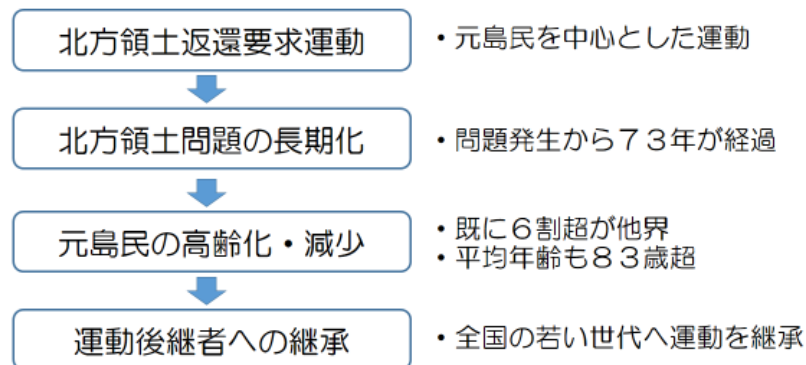 北方領土返還要求運動
・元島民を中心とした運動
北方領土問題の長期化
・問題発生から７３年が経過
元島民の高齢化・減少
・既に６割超が他界
・平均年齢も８３歳超
運動後継者への継承
・全国の若い世代へ運動を継承